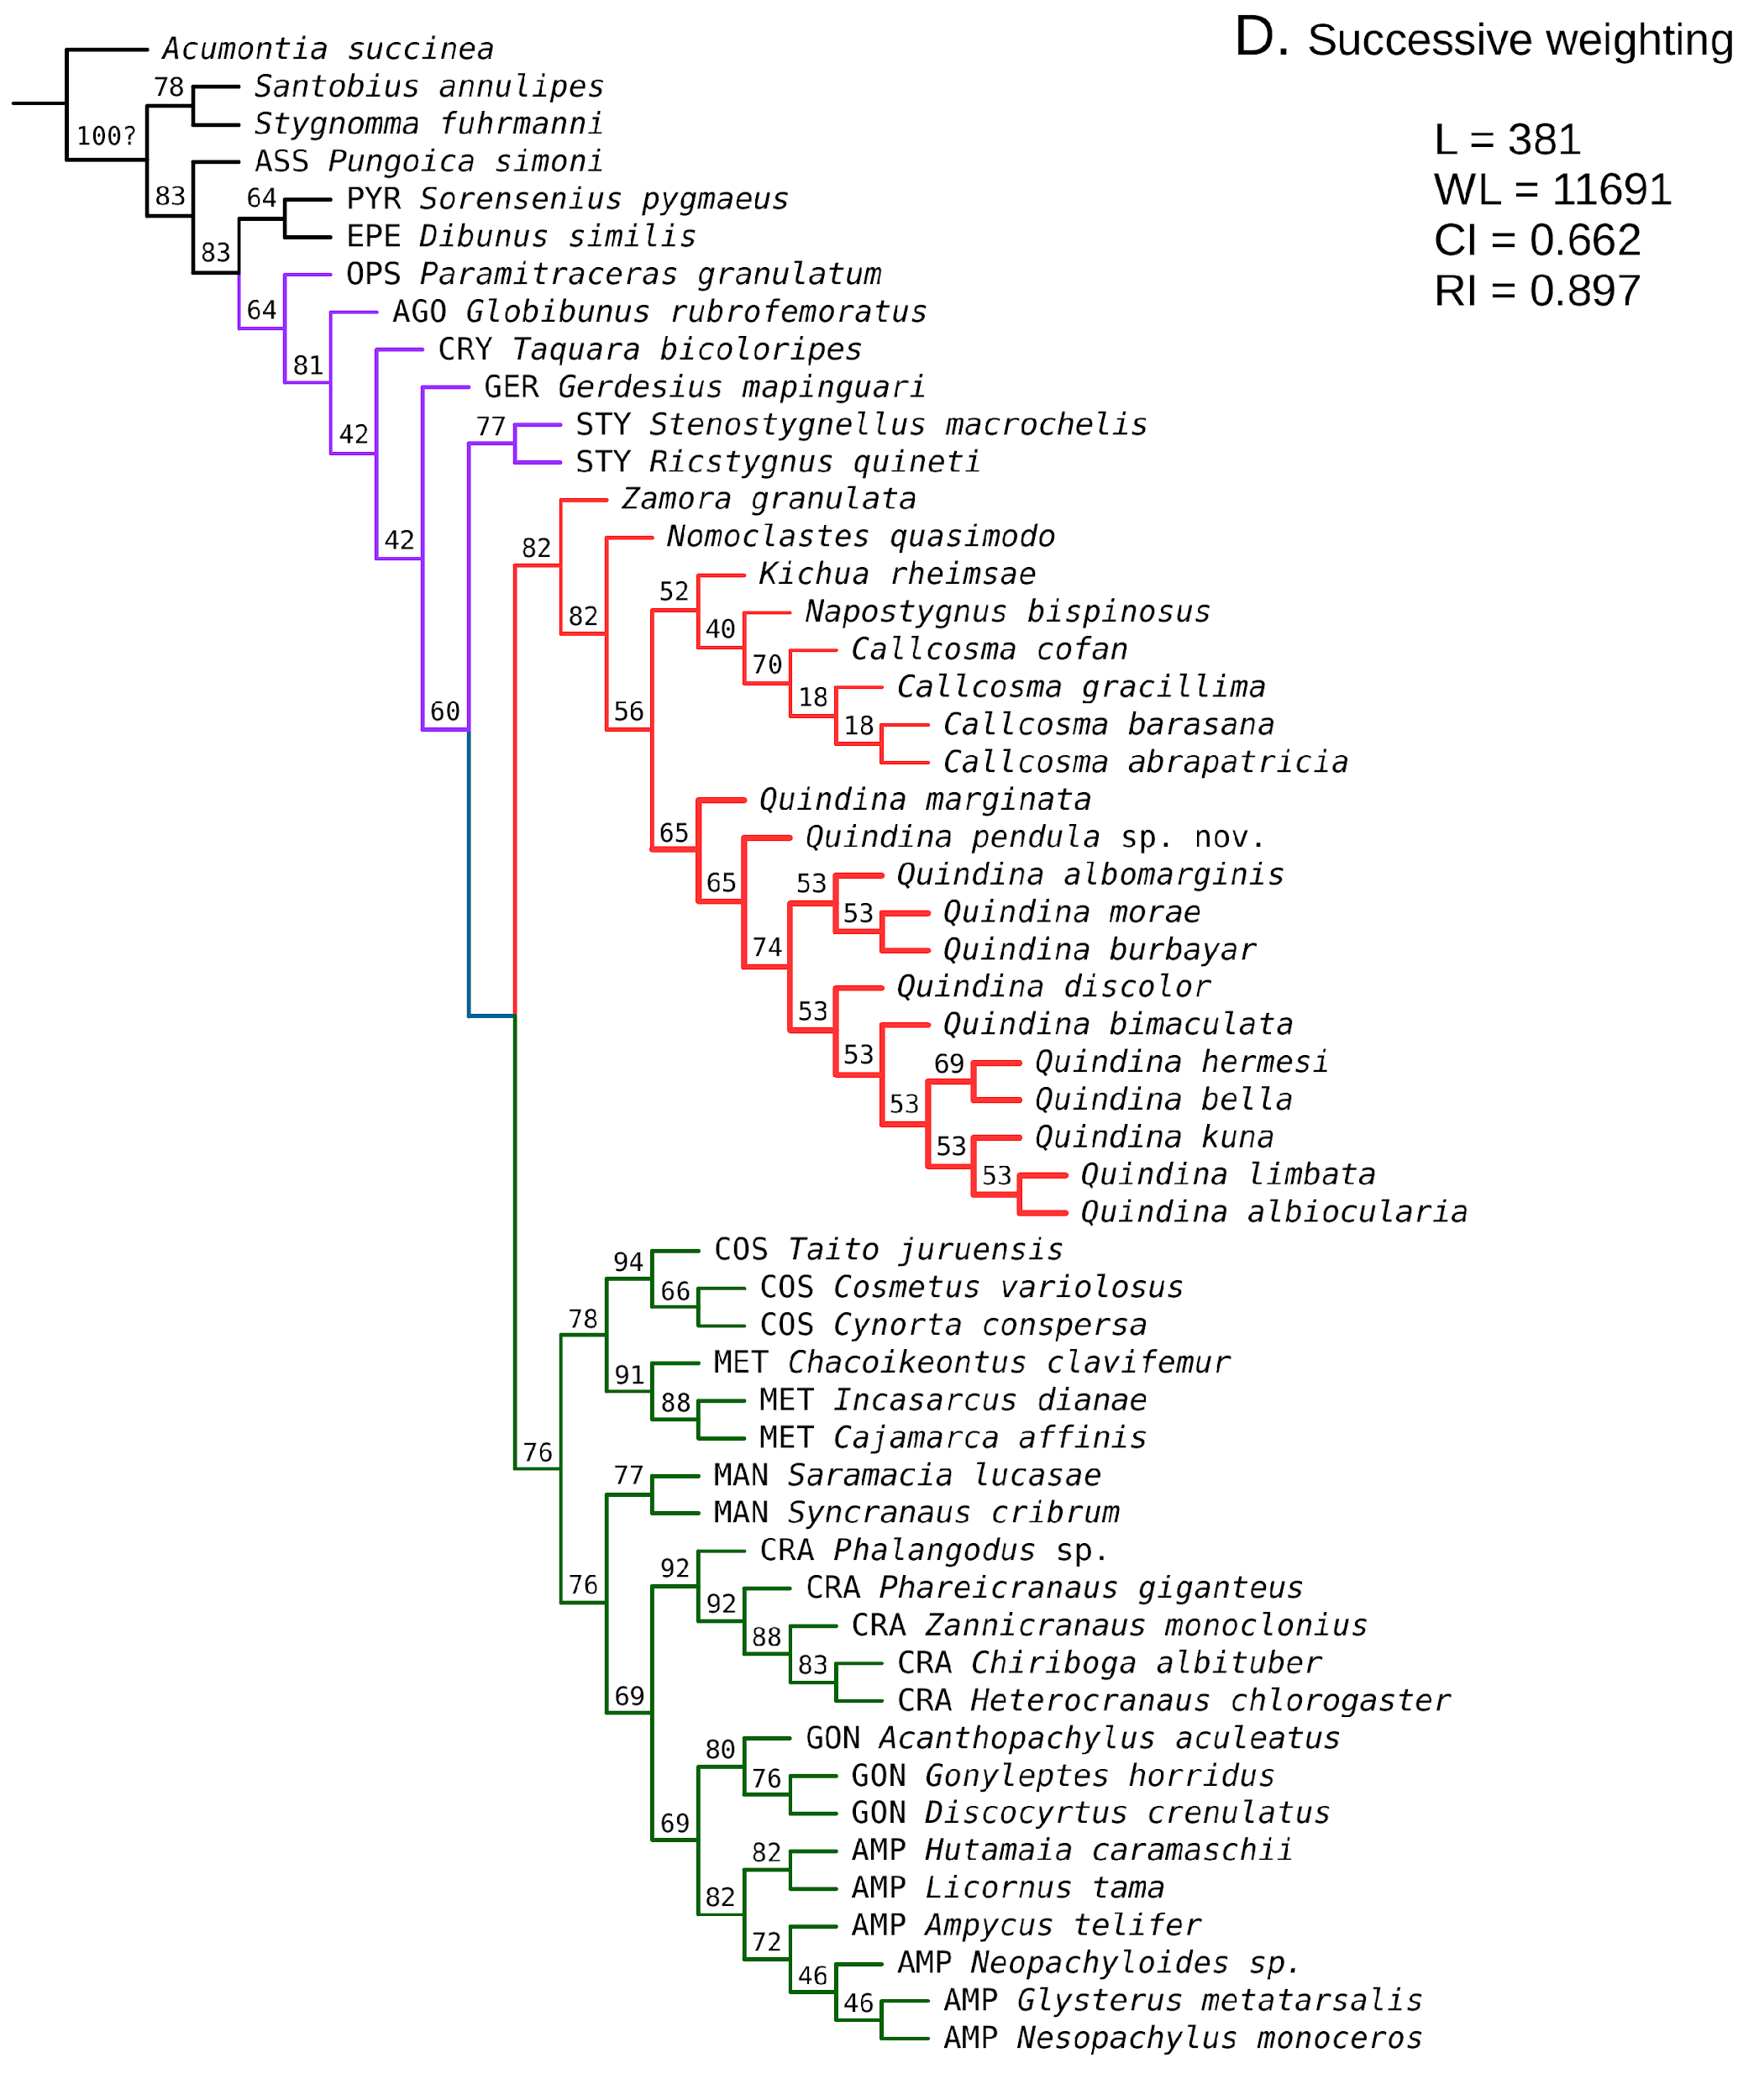 D. Successive weighting
L = 381
WL = 11691
CI = 0.662
RI = 0.897
Acumontia succinea
78 Santobius annulipes
Stygnomma fuhrmanni
100?
ASS Pungoica simoni
83
64 PYR Sorensenius pygmaeus
EPE Dibunus similis
83
OPS Paramitraceras granulatum
64
AGO Globibunus rubrofemoratus
81
CRY Taquara bicoloripes
42
GER Gerdesius mapinguari
42
77 STY Stenostygnellus macrochelis
STY Ricstygnus quineti
60
Zamora granulata
82
Nomoclastes quasimodo
82
52 Kichua rheimsae
40 Napostygnus bispinosus
70 Callcosma cofan
18 Callcosma gracillima
56
18 Callcosma barasana
Callcosma abrapatricia
Quindina marginata
65
Quindina pendula sp. nov.
65
53 Quindina albomarginis
53 Quindina morae
Quindina burbayar
74
Quindina discolor
53
Quindina bimaculata
53
69 Quindina hermesi
Quindina bella
53
53 Quindina kuna
53 Quindina limbata
Quindina albiocularia
94 COS Taito juruensis
66 COS Cosmetus variolosus
COS Cynorta conspersa
78
91 MET Chacoikeontus clavifemur
88 MET Incasarcus dianae
MET Cajamarca affinis
76
77 MAN Saramacia lucasae
MAN Syncranaus cribrum
76
92 CRA Phalangodus sp.
92 CRA Phareicranaus giganteus
88 CRA Zannicranaus monoclonius
83 CRA Chiriboga albituber
CRA Heterocranaus chlorogaster
69
80 GON Acanthopachylus aculeatus
76 GON Gonyleptes horridus
GON Discocyrtus crenulatus
69
82 AMP Hutamaia caramaschii
AMP Licornus tama
82
72 AMP Ampycus telifer
46 AMP Neopachyloides sp.
46 AMP Glysterus metatarsalis
AMP Nesopachylus monoceros